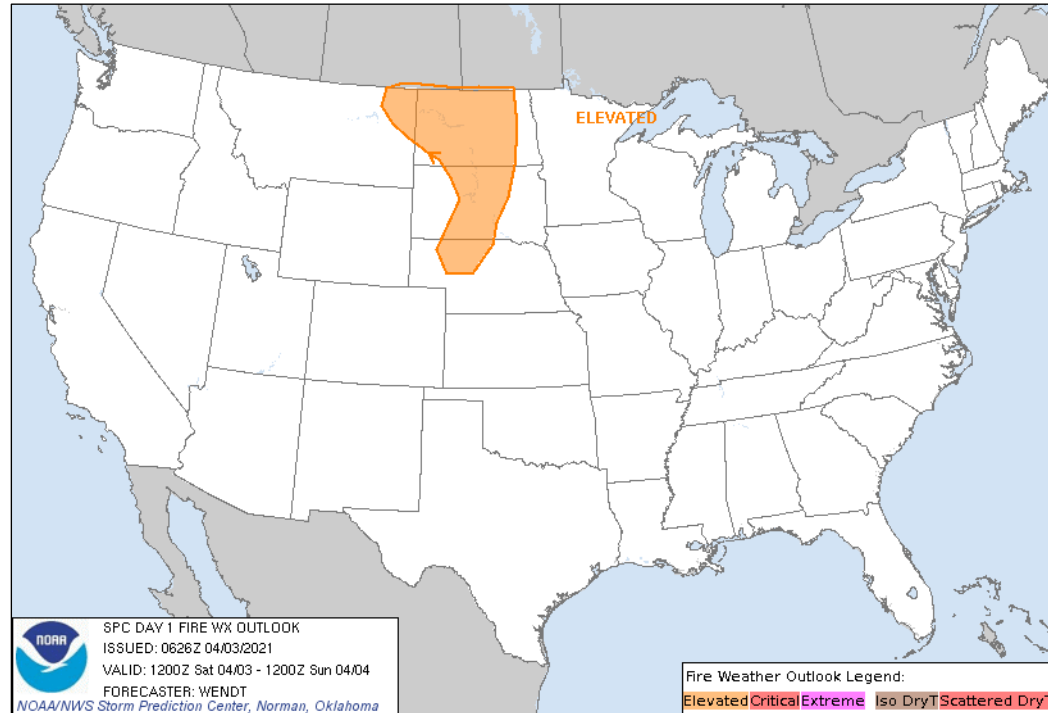 ELEVATED
NOAA
SPC DAY 1 FIRE WX OUTLOOK
ISSUED: 0626Z 04/03/2021
VALID: 1200Z Sat 04/03 - 1200Z Sun 04/04
FORECASTER: WENDT
NOAA/NWS Storm Prediction Center, Norman, Oklahoma
Fire Weather Outlook Legend:
Elevated Critical Extreme Iso DryT Scattered DryT